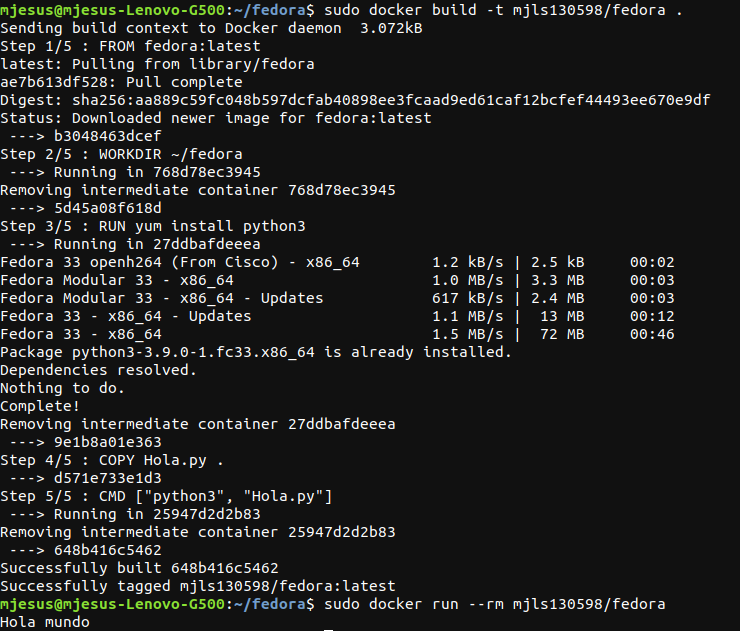 mjesus@mjesus-Lenovo-G500:~/fedora$ sudo docker build -t mjls130598/fedora .
Sending build context to Docker daemon  3.072kB
Step 1/5 : FROM fedora:latest
latest: Pulling from library/fedora
ae7b613df528: Pull complete
Digest: sha256:aa889c59fc048b597dcfab40898ee3fcaad9ed61caf12bcfef44493ee670e9df
Status: Downloaded newer image for fedora:latest
 ---> b3048463dcef
Step 2/5 : WORKDIR ~/fedora
 ---> Running in 768d78ec3945
Removing intermediate container 768d78ec3945
 ---> 5d45a08f618d
Step 3/5 : RUN yum install python3
 ---> Running in 27ddbafdeeea
Fedora 33 openh264 (From Cisco) - x86_64        1.2 kB/s | 2.5 kB     00:02
Fedora Modular 33 - x86_64                      1.0 MB/s | 3.3 MB     00:03
Fedora Modular 33 - x86_64 - Updates            617 kB/s | 2.4 MB     00:03
Fedora 33 - x86_64 - Updates                    1.1 MB/s |  13 MB     00:12
Fedora 33 - x86_64                              1.5 MB/s |  72 MB     00:46
Package python3-3.9.0-1.fc33.x86_64 is already installed.
Dependencies resolved.
Nothing to do.
Complete!
Removing intermediate container 27ddbafdeeea
 ---> 9e1b8a01e363
Step 4/5 : COPY Hola.py .
 ---> d571e733e1d3
Step 5/5 : CMD ["python3", "Hola.py"]
 ---> Running in 25947d2d2b83
Removing intermediate container 25947d2d2b83
 ---> 648b416c5462
Successfully built 648b416c5462
Successfully tagged mjls130598/fedora:latest
mjesus@mjesus-Lenovo-G500:~/fedora$ sudo docker run --rm mjls130598/fedora
Hola mundo